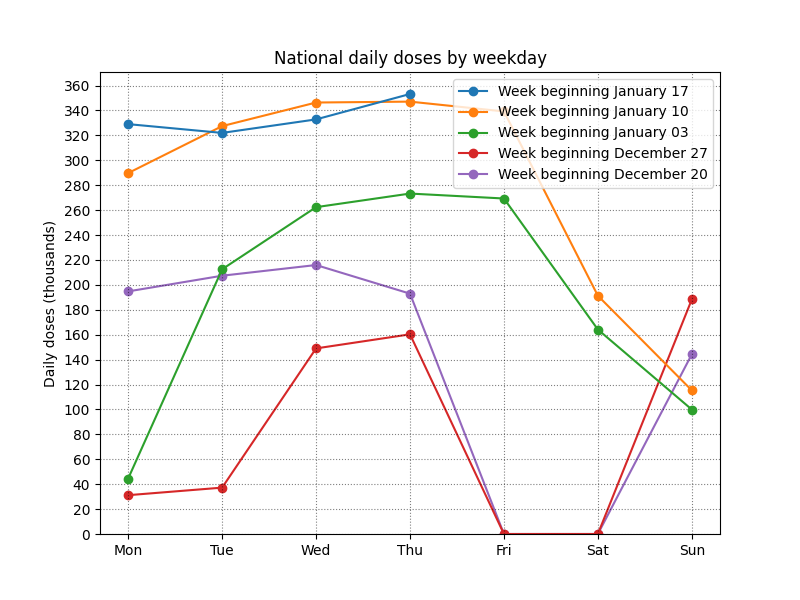 National daily doses by weekday
Daily doses (thousands)
360
340
320
300
280
260
240
220
200
180
160
140
120
100
80
60
40
20
0
Week beginning January 17
Week beginning January 10
Week beginning January 03
Week beginning December 27
Week beginning December 20
Mon Tue Wed Thu Fri Sat Sun